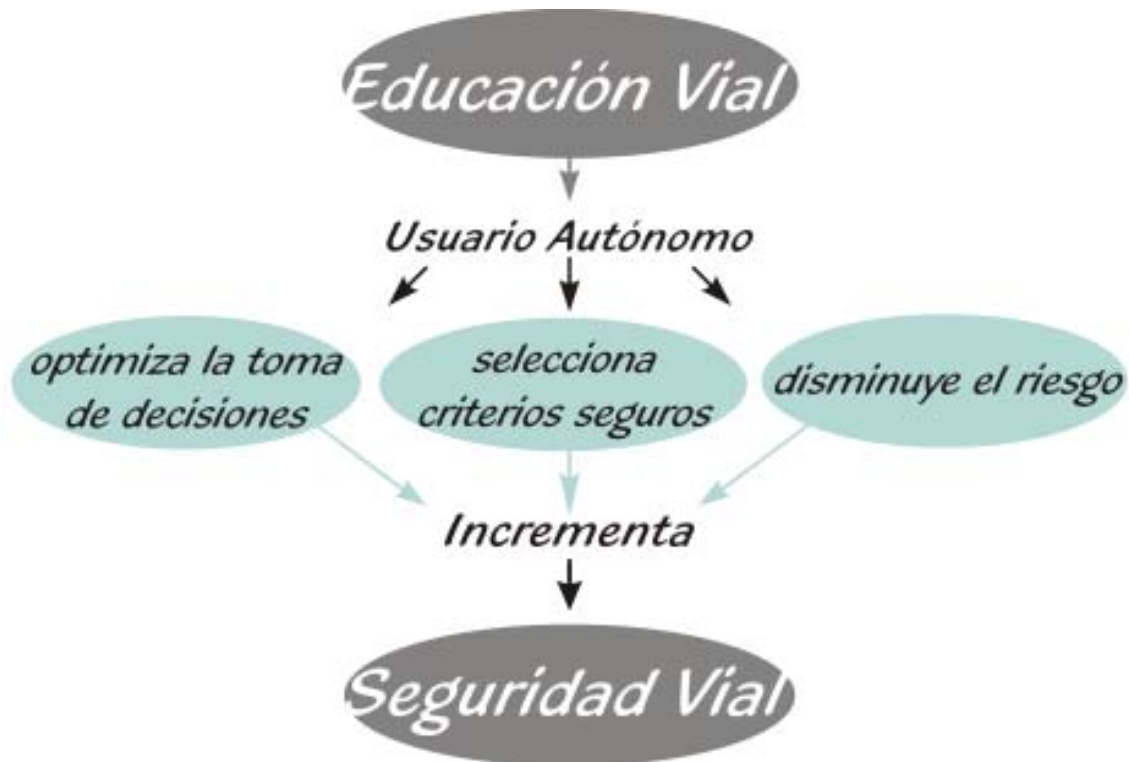 Educación Vial
Usuario Autónomo
optimiza la toma
de decisiones
selecciona
criterios seguros
disminuye el riesgo
Incrementa
Seguridad Vial